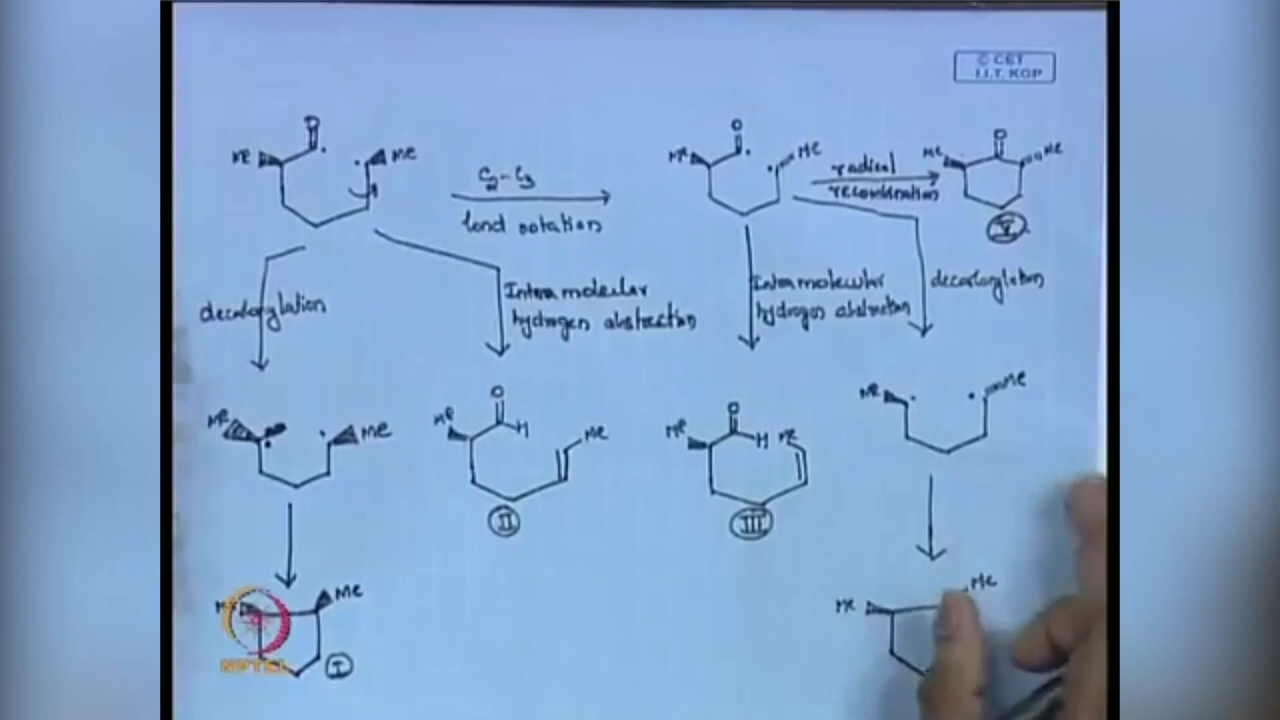 © CET
I.I.T. KGP
O
Me
Me
C2-C3
bond rotation
O
Me
Me
radical
recombination
O
Me
Me
V
decarbonylation
Intramolecular
hydrogen abstraction
Intramolecular
hydrogen abstraction
decarbonylation
Me
Me
O
Me
H
Me
II
O
Me
H
Me
III
Me
Me
Me
I
NPTEL
Me
Me